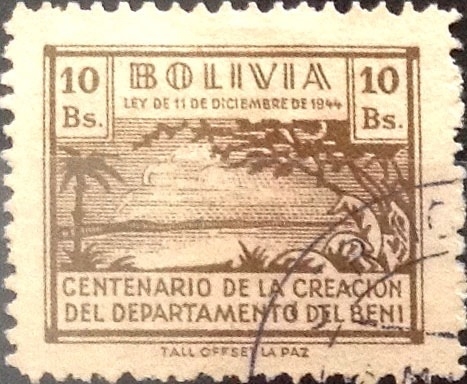 10 BOLIVIA 10
Bs. LEY DE 11 DE DICIEMBRE DE 1944 Bs.
CENTENARIO DE LA CREACION
DEL DEPARTAMENTO DEL BENI
TALL OFFSET LA PAZ